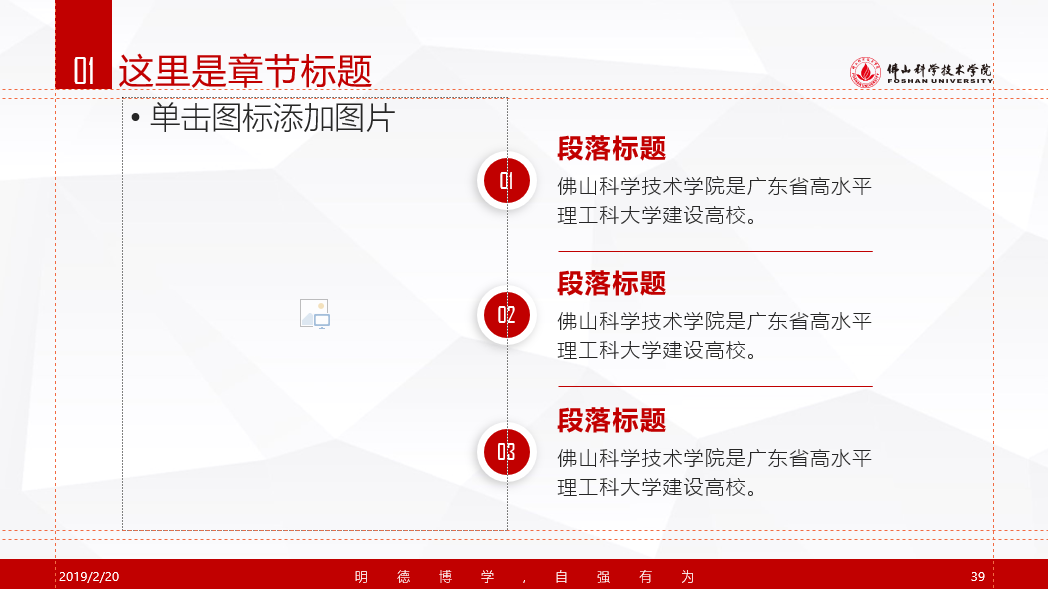 01 这里是章节标题
佛山科学技术学院
FOSHAN UNIVERSITY
• 单击图标添加图片
01
段落标题
佛山科学技术学院是广东省高水平
理工科大学建设高校。
02
段落标题
佛山科学技术学院是广东省高水平
理工科大学建设高校。
03
段落标题
佛山科学技术学院是广东省高水平
理工科大学建设高校。
2019/2/20 明德博学，自强有为 39